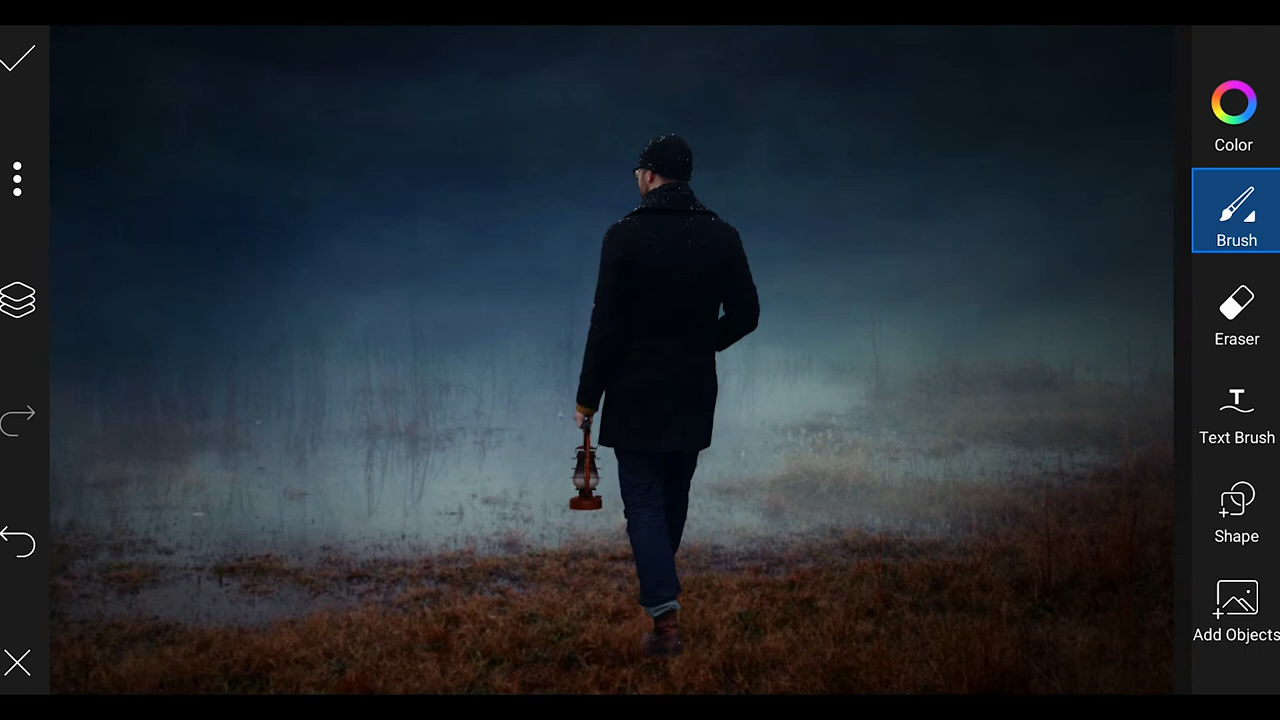 Color
Brush
Eraser
Text Brush
Shape
Add Objects